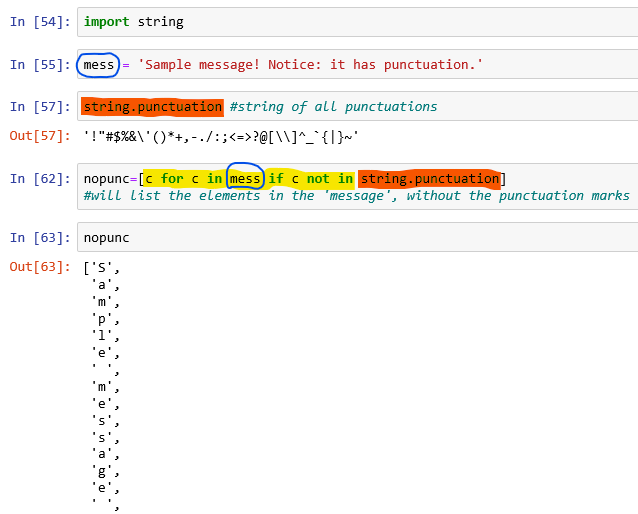 In [54]: import string
In [55]: mess = 'Sample message! Notice: it has punctuation.'
In [57]: string.punctuation #string of all punctuations
Out[57]: '!"#$%&\'()*+,-./:;<=>?@[\\]^_`{|}~'
In [62]: nopunc=[c for c in mess if c not in string.punctuation]
#will list the elements in the 'message', without the punctuation marks
In [63]: nopunc
Out[63]: ['S',
'a',
'm',
'p',
'l',
'e',
' ',
'm',
'e',
's',
's',
'a',
'g',
'e',
' ',